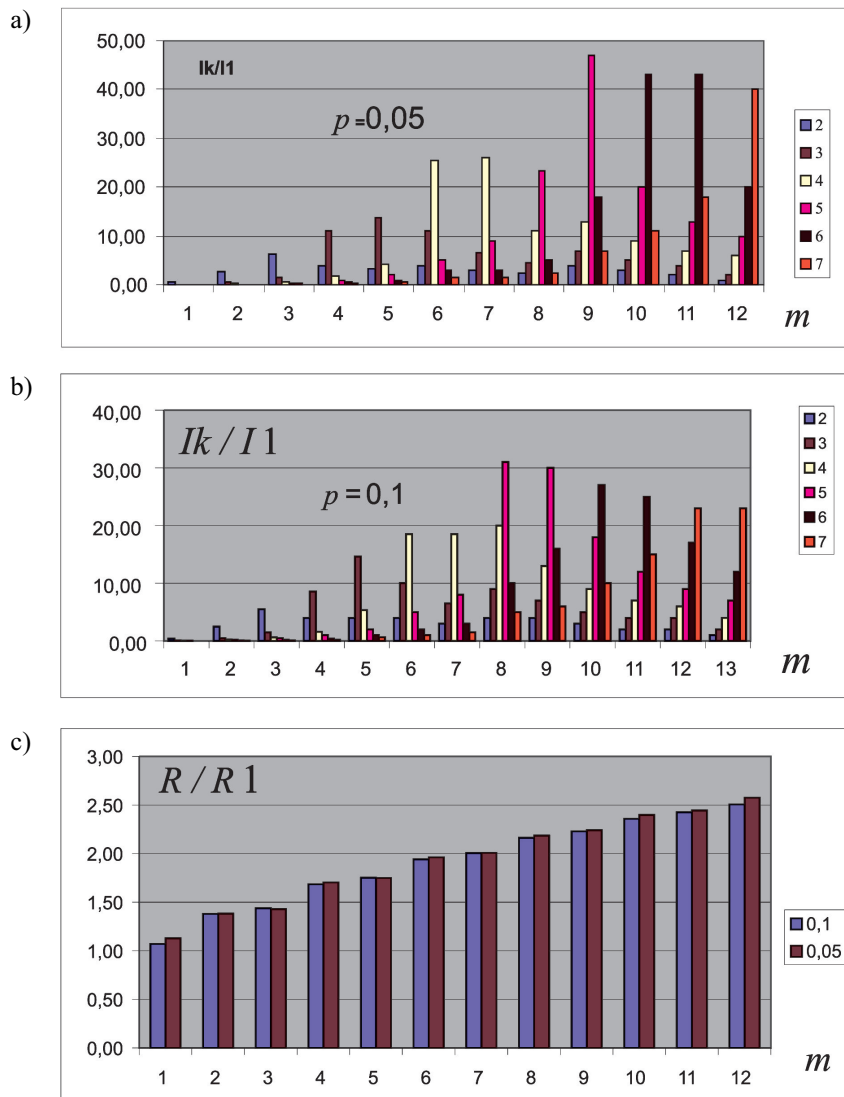 a)
Ik/I1
p=0,05
50,00
40,00
30,00
20,00
10,00
0,00
1 2 3 4 5 6 7 8 9 10 11 12
m
2
3
4
5
6
7
b)
Ik / I 1
p = 0,1
40,00
30,00
20,00
10,00
0,00
1 2 3 4 5 6 7 8 9 10 11 12 13
m
2
3
4
5
6
7
c)
R / R 1
3,00
2,50
2,00
1,50
1,00
0,50
0,00
1 2 3 4 5 6 7 8 9 10 11 12
m
0,1
0,05